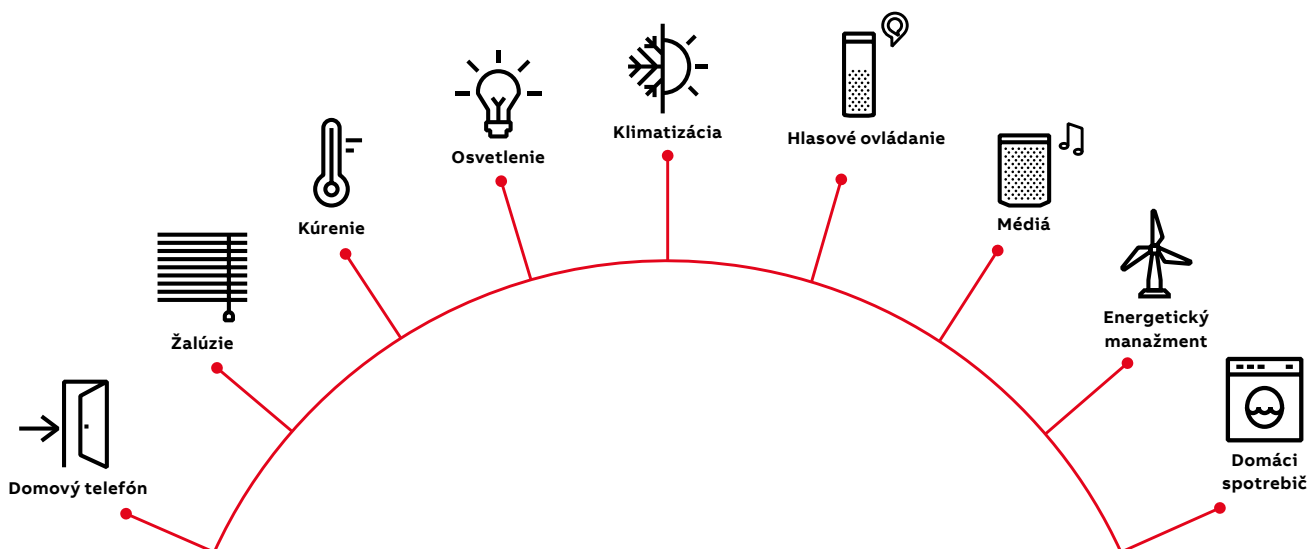 Domový telefón
Žalúzie
Kúrenie
Osvetlenie
Klimatizácia
Hlasové ovládanie
Médiá
Energetický
manažment
Domáci
spotrebič